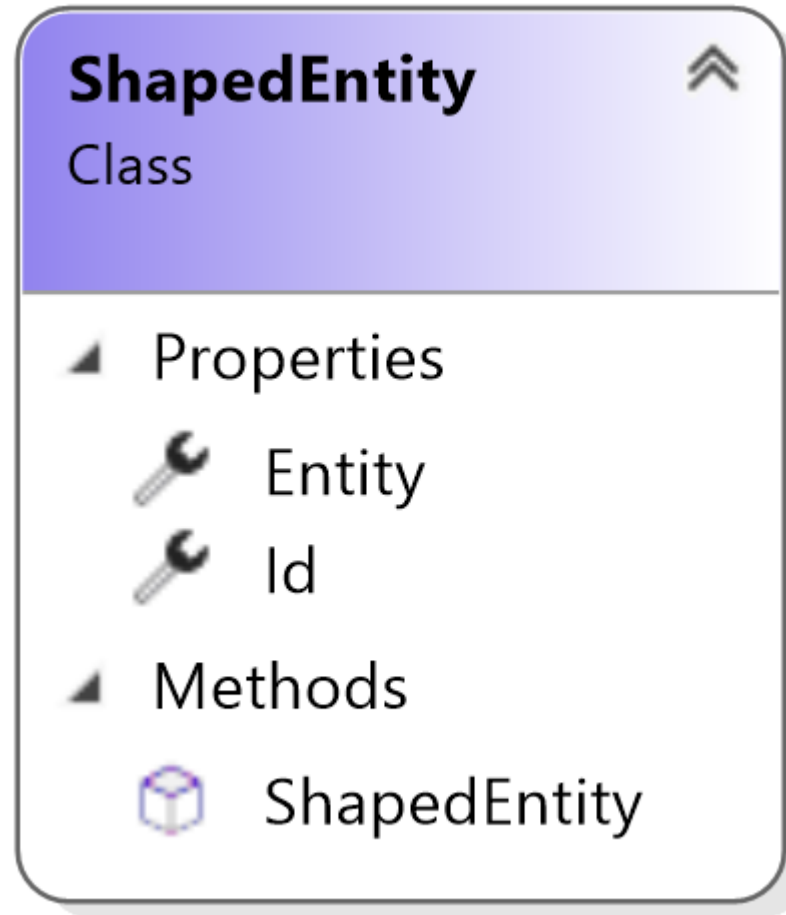 ShapedEntity
Class
Properties
Entity
Id
Methods
ShapedEntity